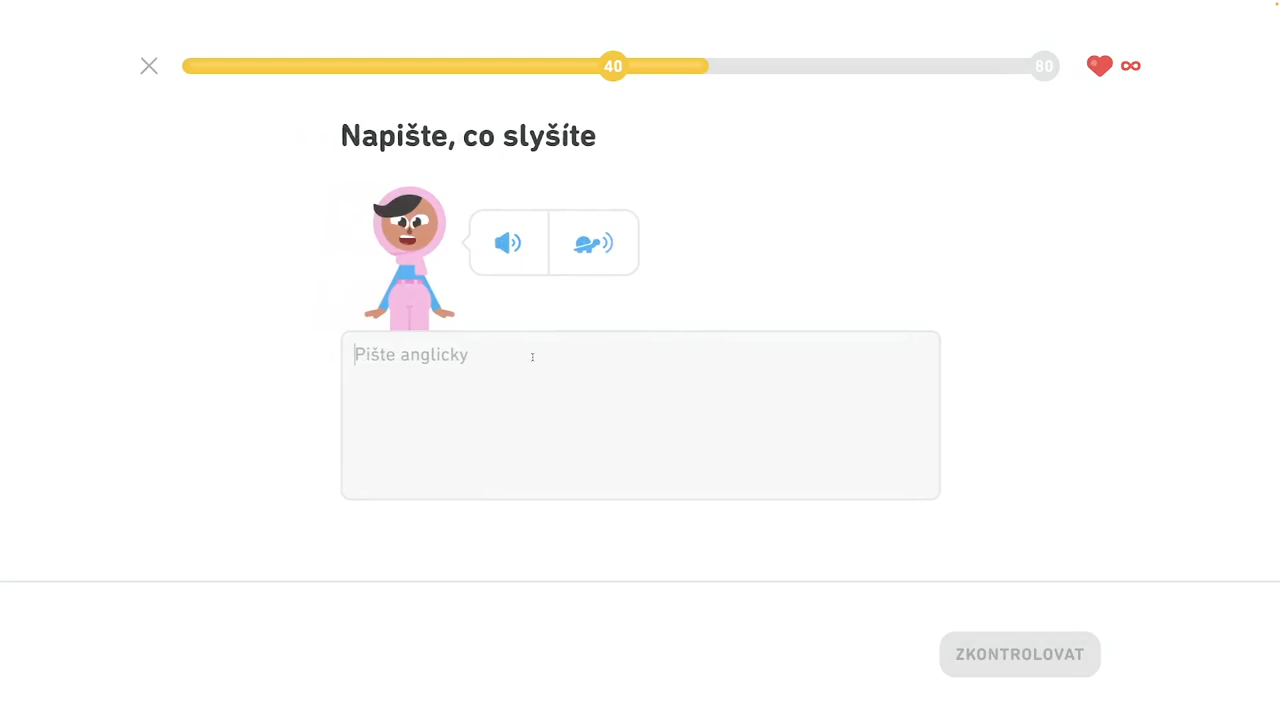 40
80
∞
Napište, co slyšíte
Pište anglicky
ZKONTROLOVAT